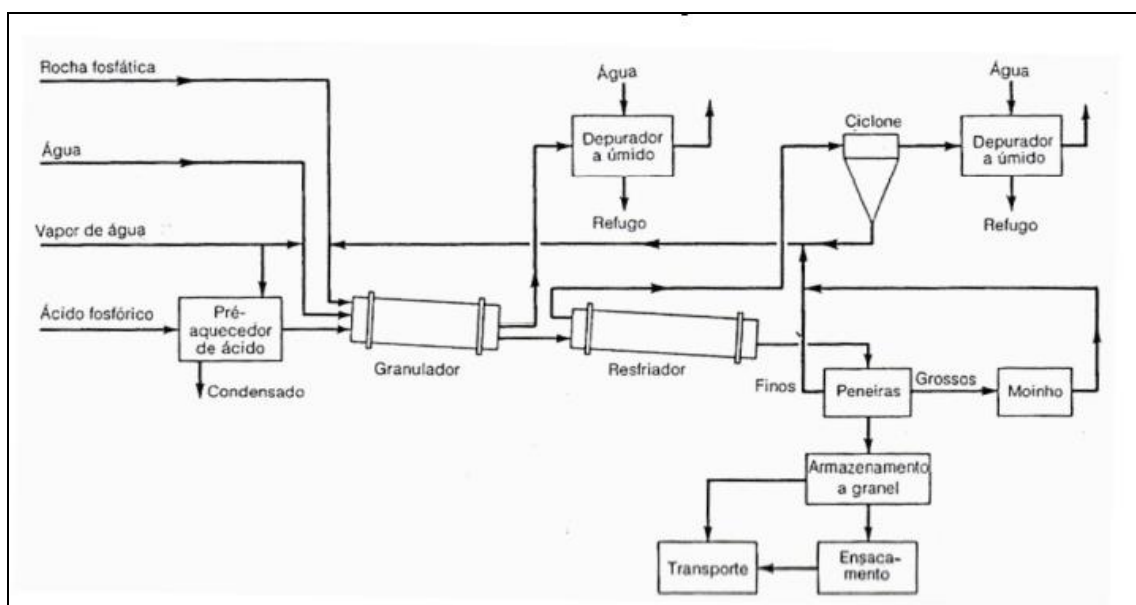 Rocha fosfática
Água
Vapor de água
Ácido fosfórico
Pré-
aquecedor
de ácido
Condensado
Granulador
Água
Depurador
a úmido
Refugo
Resfriador
Ciclone
Água
Depurador
a úmido
Refugo
Finos
Peneiras
Grossos
Moinho
Armazenamento
a granel
Transporte
Ensaca-
mento